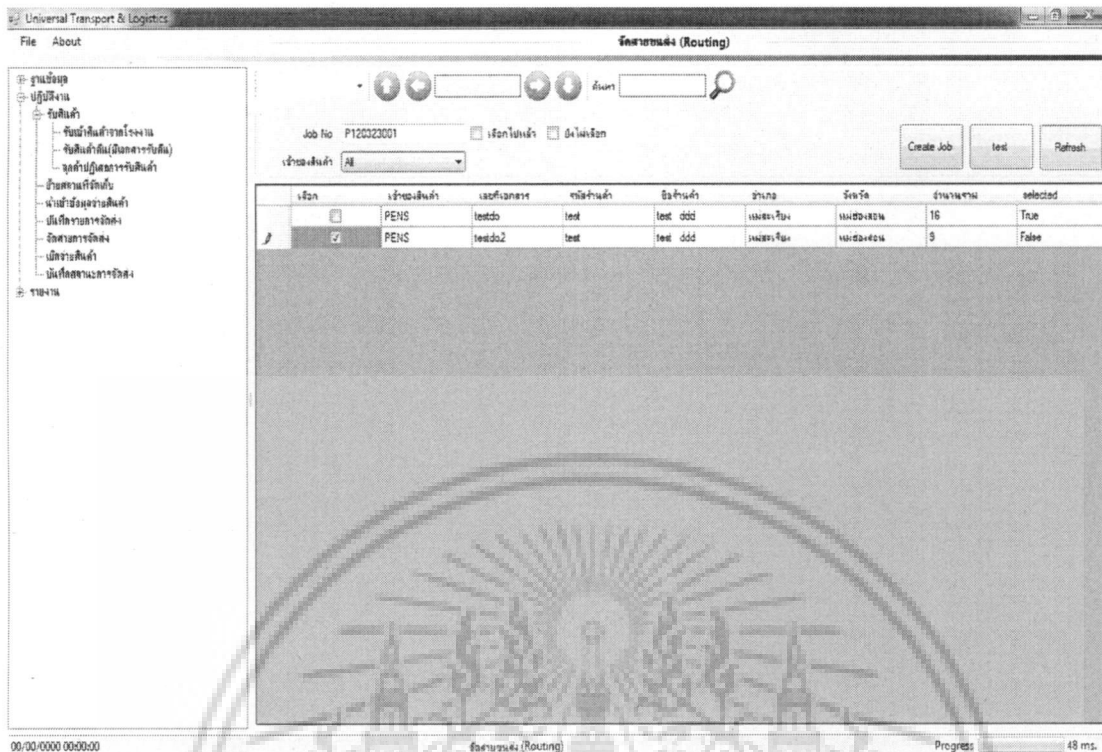 Universal Transport & Logistics
File About
จัดสายขนส่ง (Routing)
ฐานข้อมูล
ปฏิบัติงาน
รับสินค้า
รับเข้าสินค้าจากโรงงาน
รับสินค้าคืน(มีเอกสารรับคืน)
ลูกค้าปฏิเสธการรับสินค้า
ย้ายสถานที่จัดเก็บ
นำเข้าข้อมูลจ่ายสินค้า
บันทึกรายการจัดส่ง
จัดสายการจัดส่ง
เบิกจ่ายสินค้า
บันทึกสถานะการจัดส่ง
รายงาน
ค้นหา
Job No P120323001 เลือกไปแล้ว ยังไม่เลือก
เจ้าของสินค้า All
Create Job test Refresh
เลือก เจ้าของสินค้า เลขที่เอกสาร รหัสร้านค้า ชื่อร้านค้า อำเภอ จังหวัด จำนวนรวม selected
PENS testdo test test ddd แม่สะเรียง แม่ฮ่องสอน 16 True
PENS testdo2 test test ddd แม่สะเรียง แม่ฮ่องสอน 9 False
00/00/0000 00:00:00 จัดสายขนส่ง (Routing) Progress 48 ms.